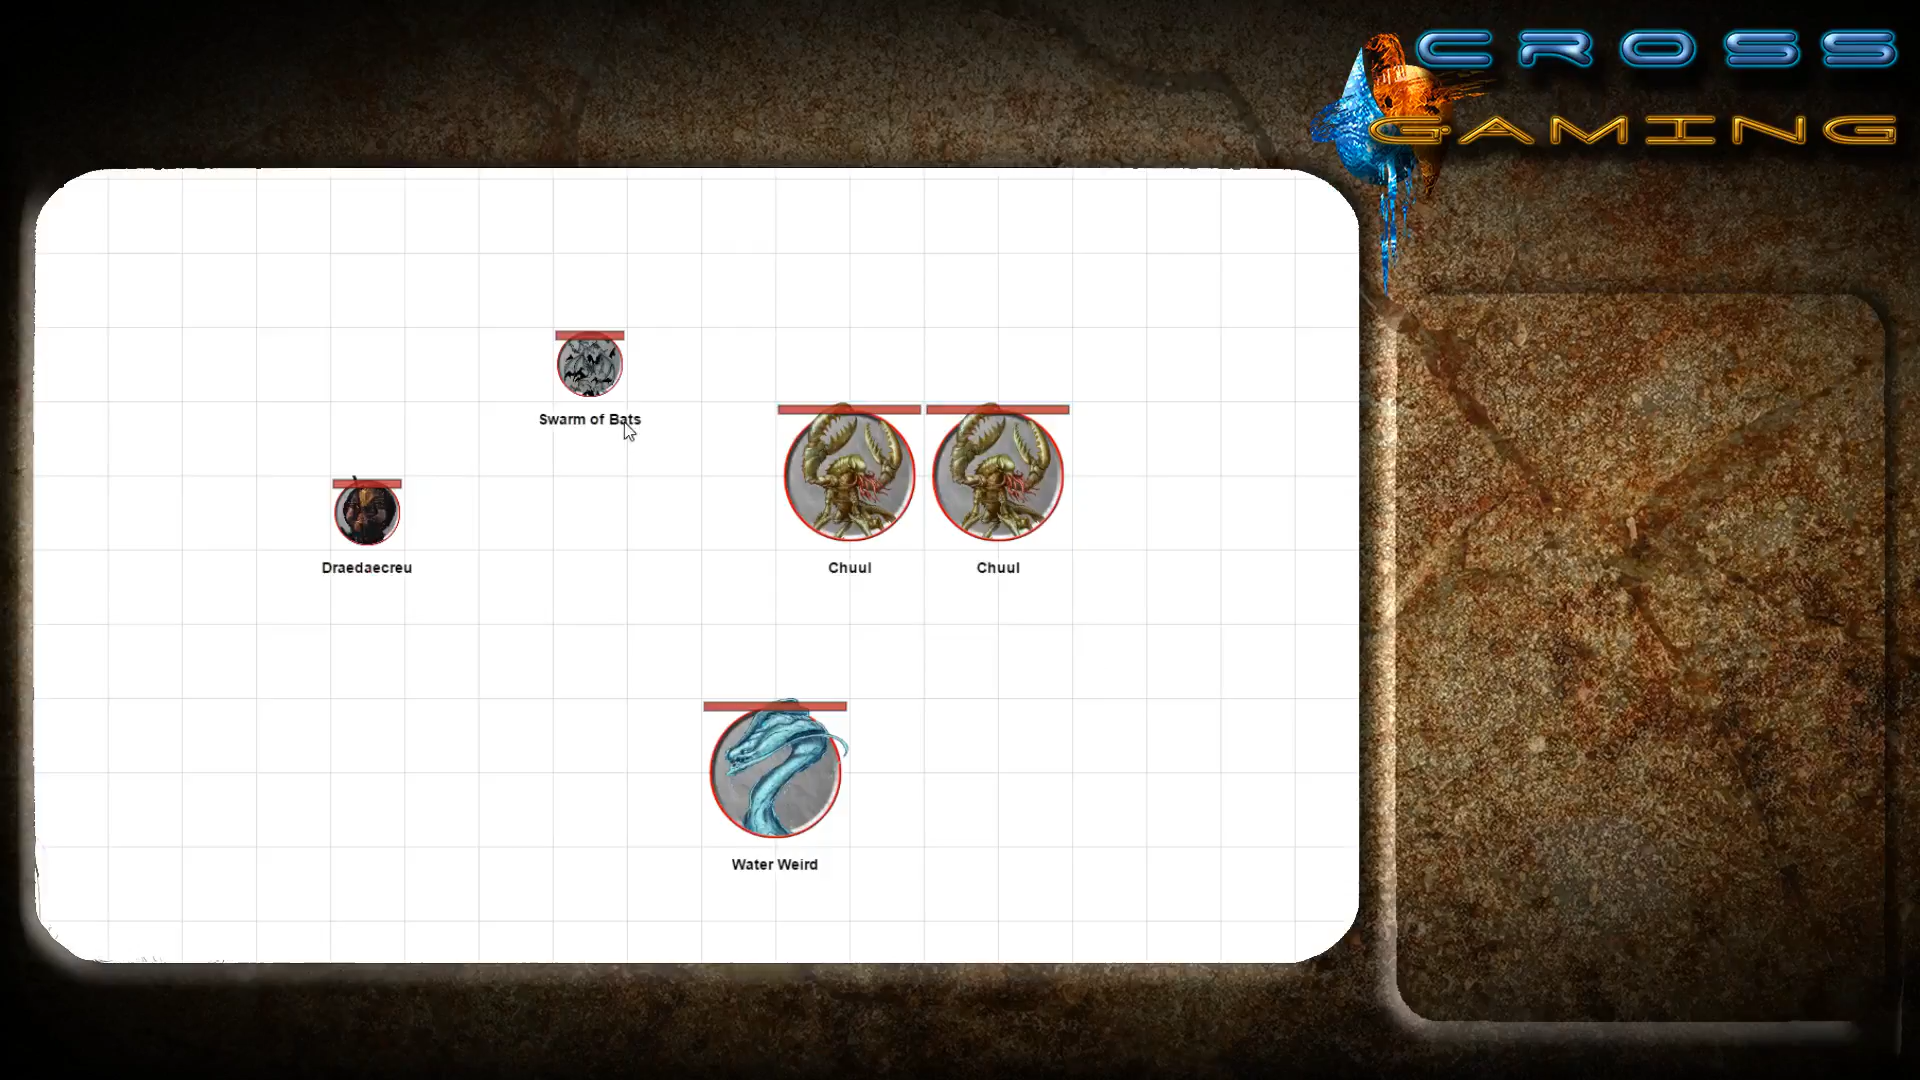 CROSS
GAMING
Swarm of Bats
Draedaecreu
Chuul
Chuul
Water Weird